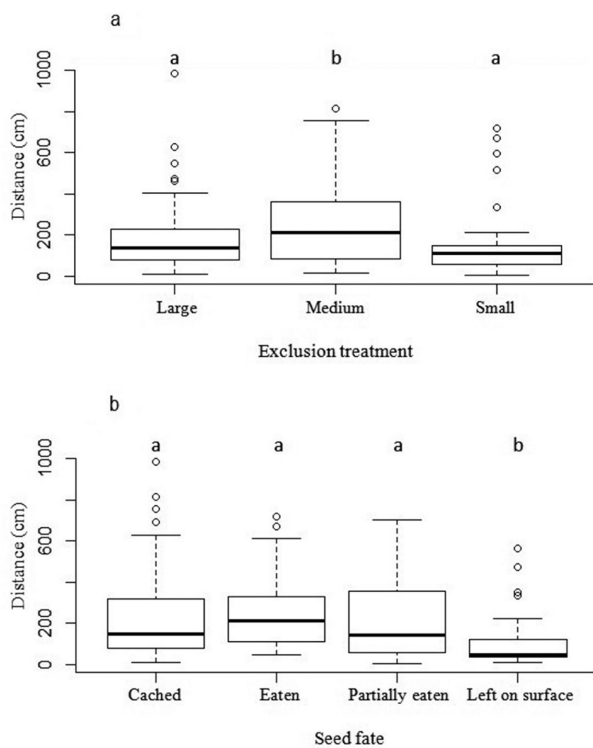 a
a b a
1000
600
200
0
Distance (cm)
Large Medium Small
Exclusion treatment
b
a a a b
1000
600
200
0
Distance (cm)
Cached Eaten Partially eaten Left on surface
Seed fate